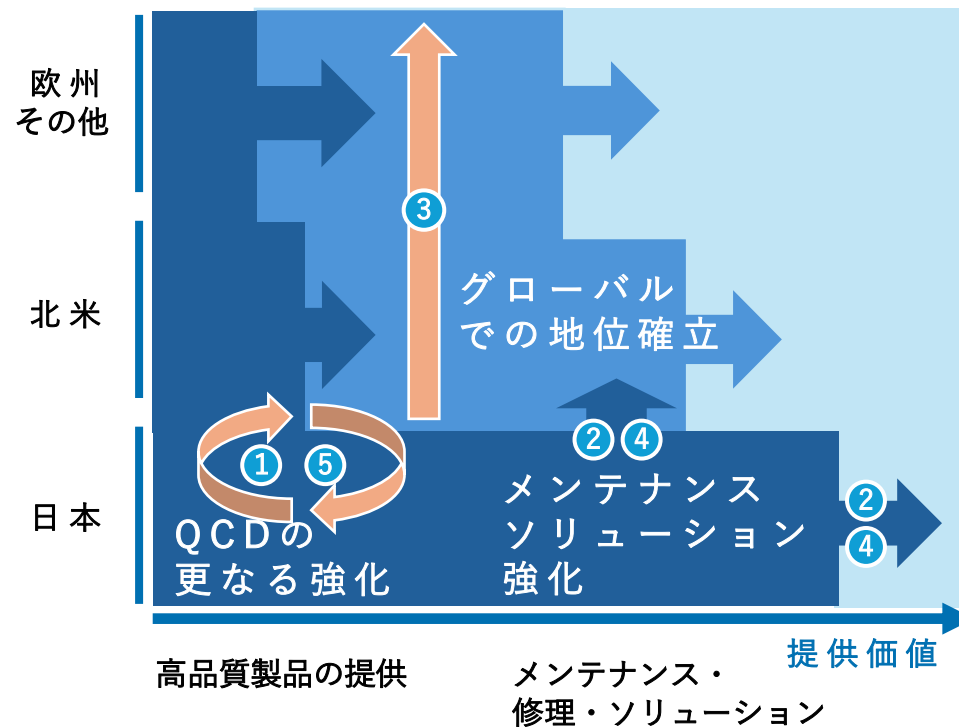 欧州
その他
北米
日本
③
グローバル
での地位確立
② ④
① ⑤
QCDの
更なる強化
メンテナンス
ソリューション
強化
②
④
提供価値
高品質製品の提供
メンテナンス・
修理・ソリューション